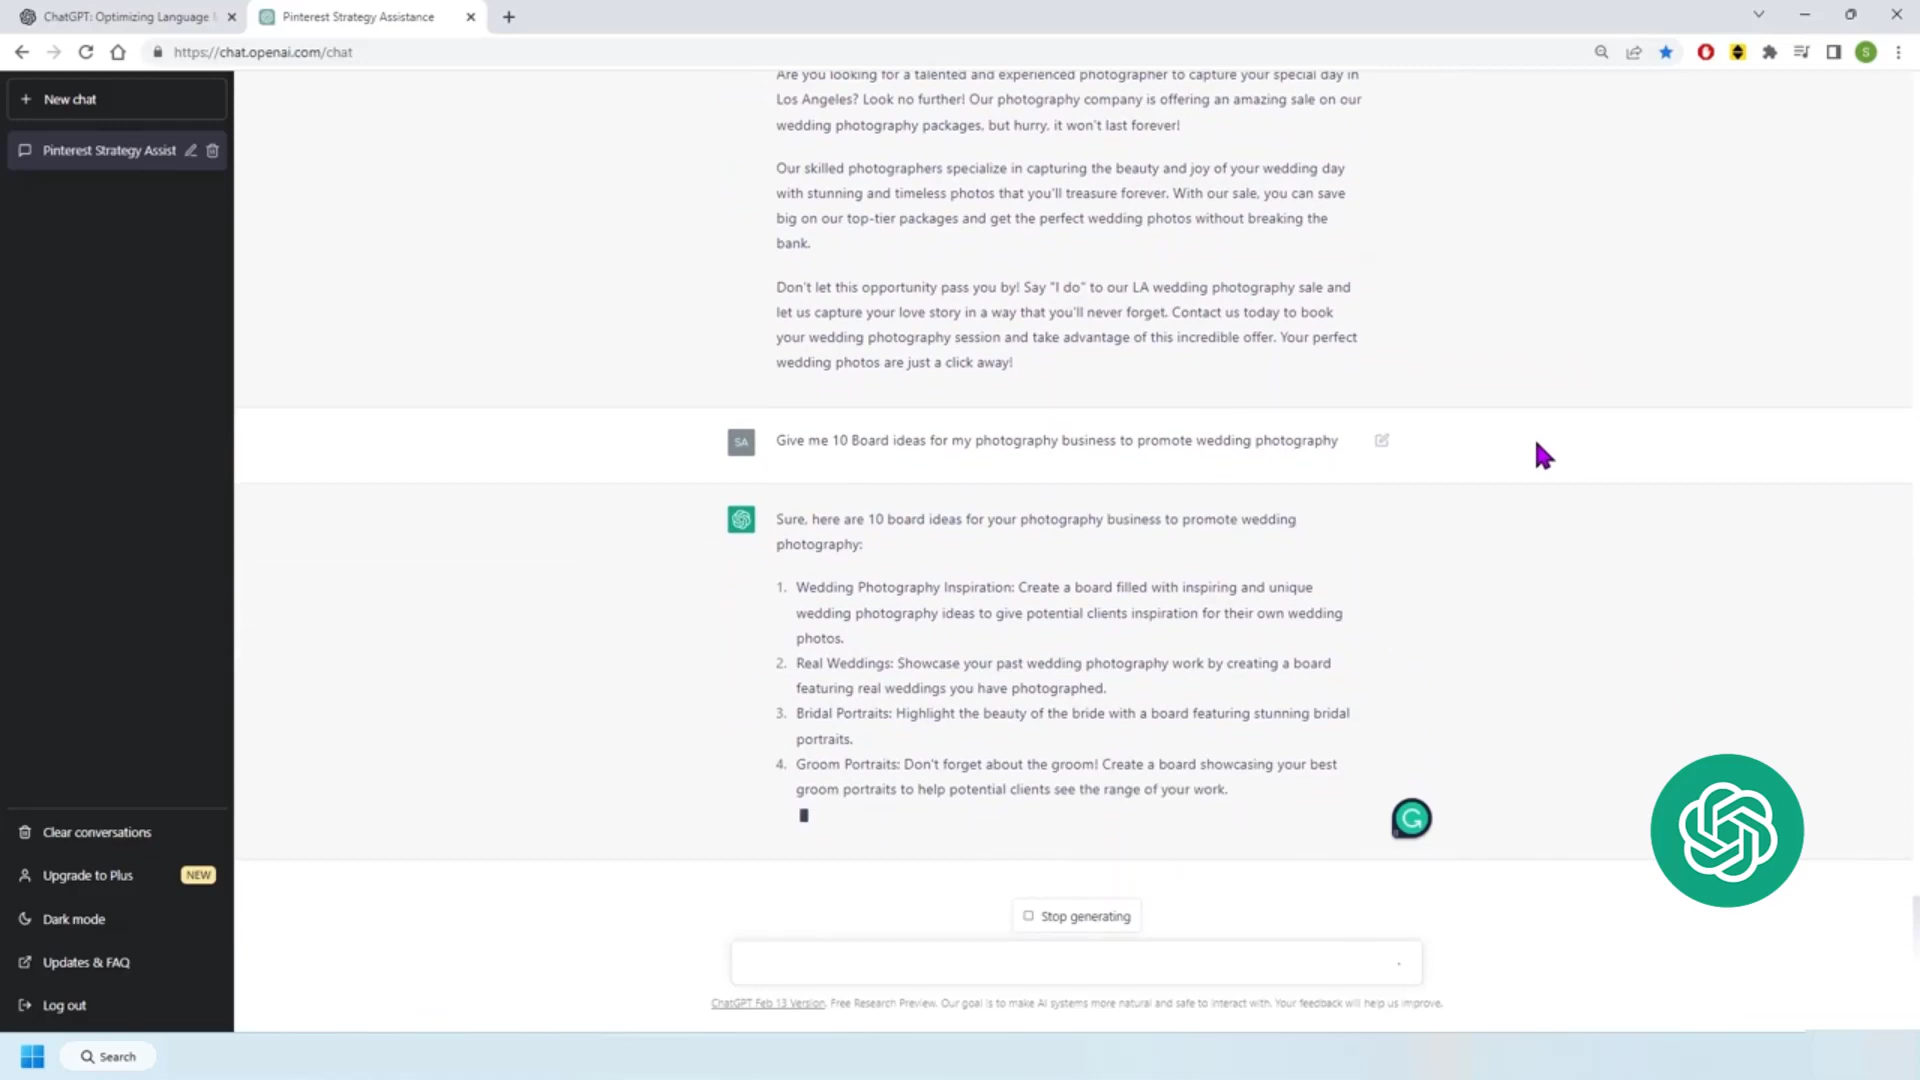 ChatGPT: Optimizing Language
Pinterest Strategy Assistance
https://chat.openai.com/chat
S
New chat
Pinterest Strategy Assist
Are you looking for a talented and experienced photographer to capture your special day in
Los Angeles? Look no further! Our photography company is offering an amazing sale on our
wedding photography packages, but hurry, it won't last forever!
Our skilled photographers specialize in capturing the beauty and joy of your wedding day
with stunning and timeless photos that you'll treasure forever. With our sale, you can save
big on our top-tier packages and get the perfect wedding photos without breaking the
bank.
Don't let this opportunity pass you by! Say "I do" to our LA wedding photography sale and
let us capture your love story in a way that you'll never forget. Contact us today to book
your wedding photography session and take advantage of this incredible offer. Your perfect
wedding photos are just a click away!
SA
Give me 10 Board ideas for my photography business to promote wedding photography
Sure, here are 10 board ideas for your photography business to promote wedding
photography:
1. Wedding Photography Inspiration: Create a board filled with inspiring and unique
wedding photography ideas to give potential clients inspiration for their own wedding
photos.
2. Real Weddings: Showcase your past wedding photography work by creating a board
featuring real weddings you have photographed.
3. Bridal Portraits: Highlight the beauty of the bride with a board featuring stunning bridal
portraits.
4. Groom Portraits: Don't forget about the groom! Create a board showcasing your best
groom portraits to help potential clients see the range of your work.
Clear conversations
Upgrade to Plus NEW
Dark mode
Updates & FAQ
Log out
Stop generating
ChatGPT Feb 13 Version. Free Research Preview. Our goal is to make AI systems more natural and safe to interact with. Your feedback will help us improve.
Search